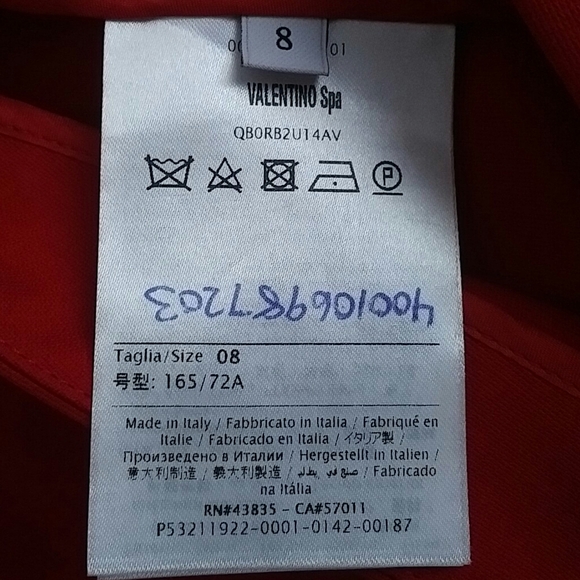 8
01
VALENTINO Spa
QB0RB2U14AV
P
400106987203
Taglia/Size 08
号型: 165/72A
Made in Italy / Fabbricato in Italia / Fabriqué en
Italie / Fabricado en Italia / イタリア製 /
Произведено в Италии / Hergestellt in Italien /
意大利制造 / 義大利製造 / صنع في إيطاليا / Fabricado
na Itália
RN#43835 - CA#57011
P53211922-0001-0142-00187